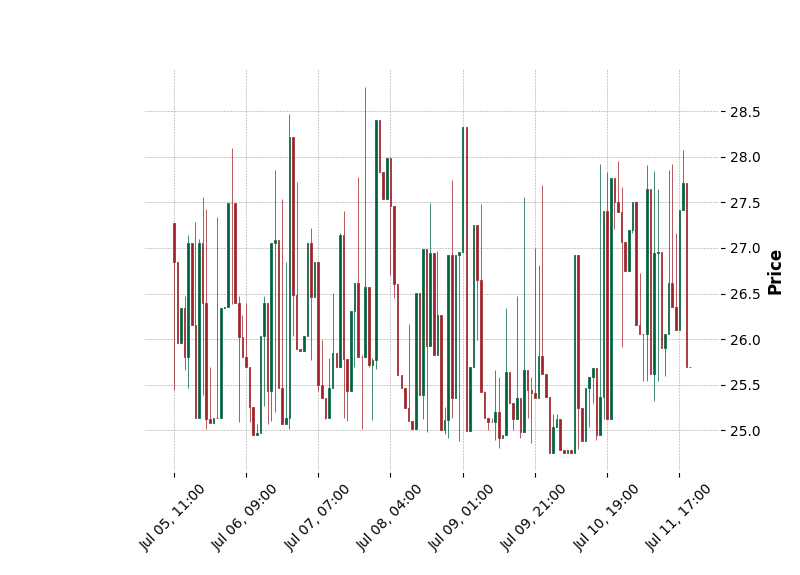 28.5
28.0
27.5
27.0
26.5
26.0
25.5
25.0
Price
Jul 05, 11:00
Jul 06, 09:00
Jul 07, 07:00
Jul 08, 04:00
Jul 09, 01:00
Jul 09, 21:00
Jul 10, 19:00
Jul 11, 17:00